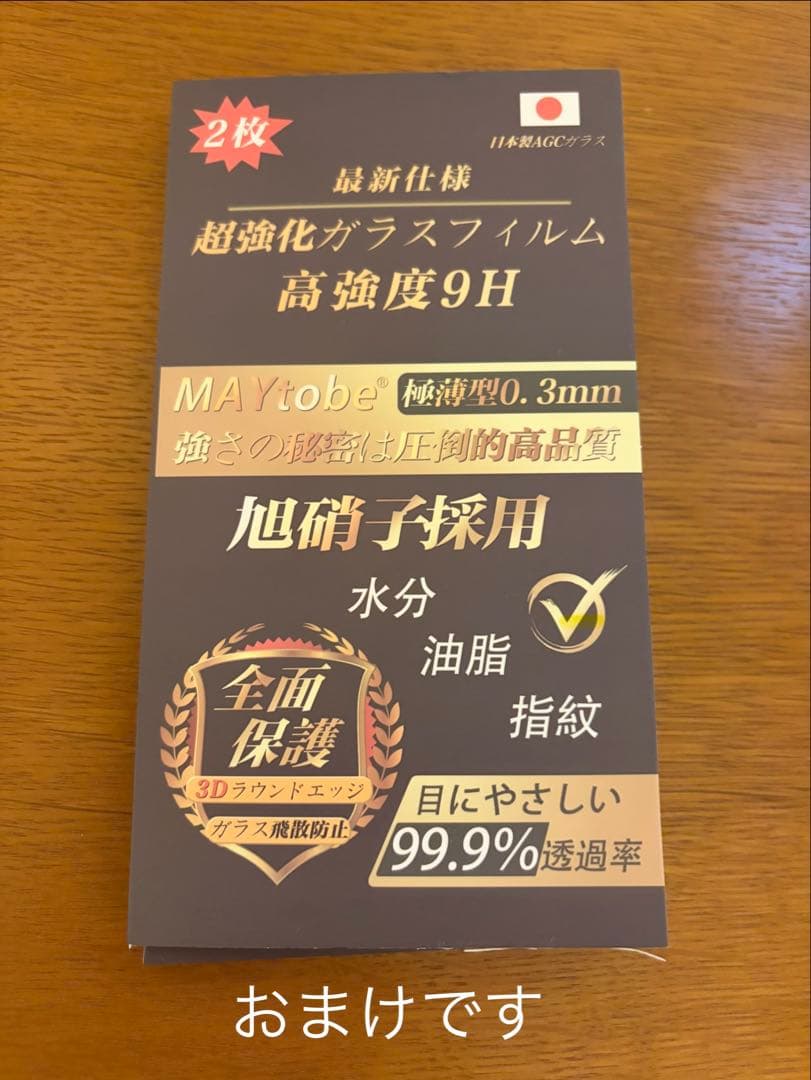 2枚
日本製AGCガラス
最新仕様
超強化ガラスフィルム
高強度9H
MAYtobe® 極薄型0.3mm
強さの秘密は圧倒的高品質
旭硝子採用
水分
油脂
指紋
全面
保護
3Dラウンドエッジ
ガラス飛散防止
目にやさしい
99.9%透過率
おまけです